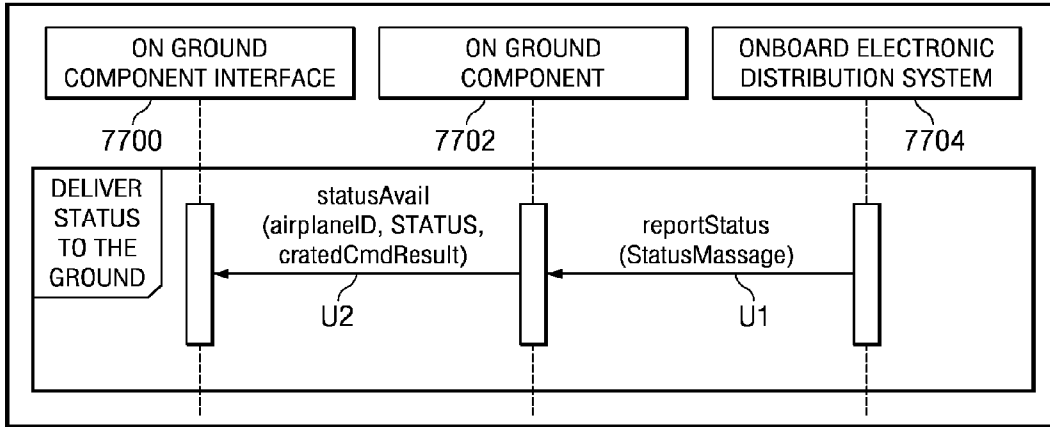 ON GROUND
COMPONENT INTERFACE
ON GROUND
COMPONENT
ONBOARD ELECTRONIC
DISTRIBUTION SYSTEM
7700
7702
7704
DELIVER
STATUS
TO THE
GROUND
statusAvail
(airplaneID, STATUS,
cratedCmdResult)
U2
reportStatus
(StatusMassage)
U1